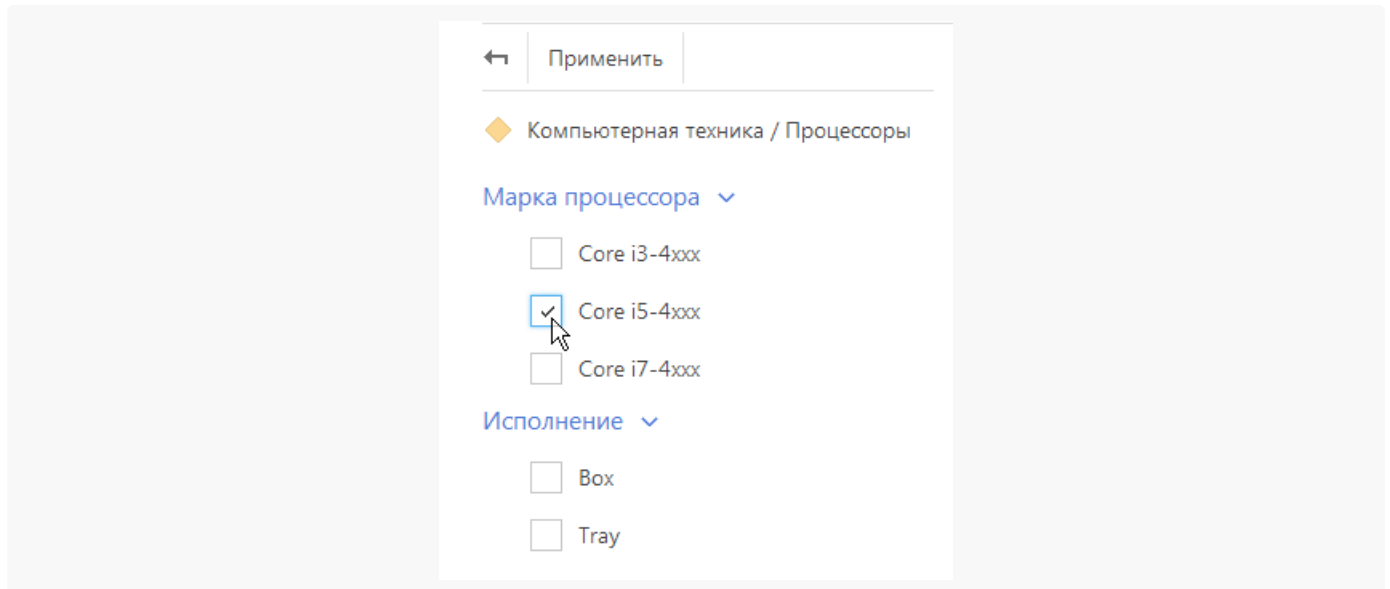 Применить
Компьютерная техника / Процессоры
Марка процессора
Core i3-4xxx
Core i5-4xxx
Core i7-4xxx
Исполнение
Box
Tray